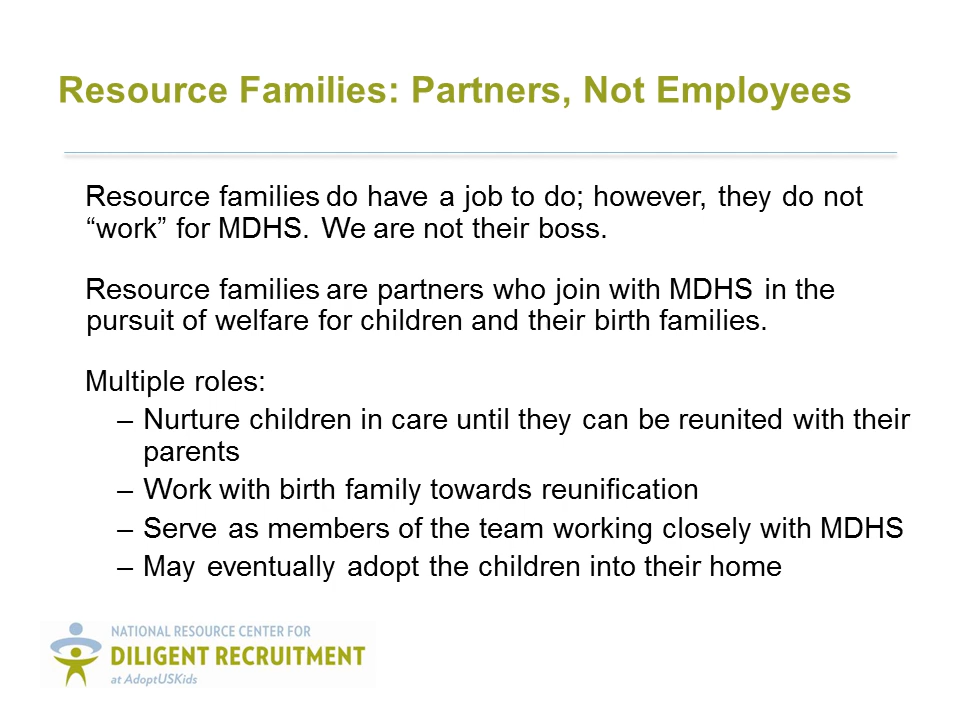 Resource Families: Partners, Not Employees
Resource families do have a job to do; however, they do not
“work” for MDHS. We are not their boss.
Resource families are partners who join with MDHS in the
pursuit of welfare for children and their birth families.
Multiple roles:
– Nurture children in care until they can be reunited with their
parents
– Work with birth family towards reunification
– Serve as members of the team working closely with MDHS
– May eventually adopt the children into their home
NATIONAL RESOURCE CENTER FOR
DILIGENT RECRUITMENT
at AdoptUSKids